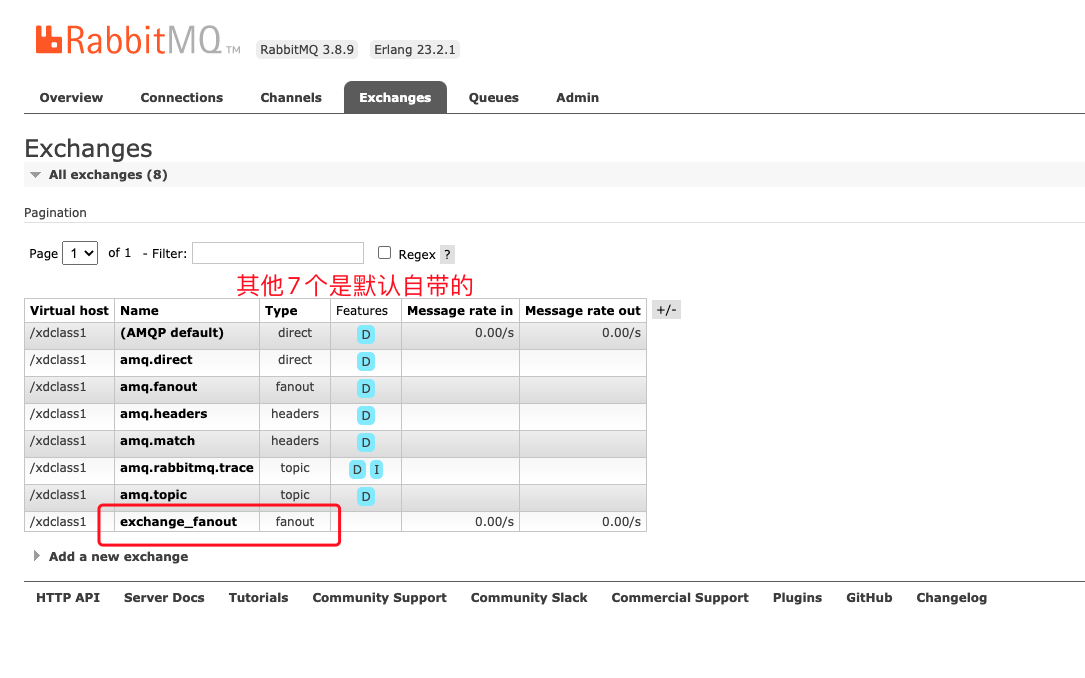 RabbitMQ TM RabbitMQ 3.8.9 Erlang 23.2.1
Overview Connections Channels Exchanges Queues Admin
Exchanges
All exchanges (8)
Pagination
Page 1 of 1 - Filter: Regex ?
其他7个是默认自带的
Virtual host Name Type Features Message rate in Message rate out +/-
/xdclass1 (AMQP default) direct D 0.00/s 0.00/s
/xdclass1 amq.direct direct D
/xdclass1 amq.fanout fanout D
/xdclass1 amq.headers headers D
/xdclass1 amq.match headers D
/xdclass1 amq.rabbitmq.trace topic D I
/xdclass1 amq.topic topic D
/xdclass1 exchange_fanout fanout 0.00/s 0.00/s
Add a new exchange
HTTP API Server Docs Tutorials Community Support Community Slack Commercial Support Plugins GitHub Changelog